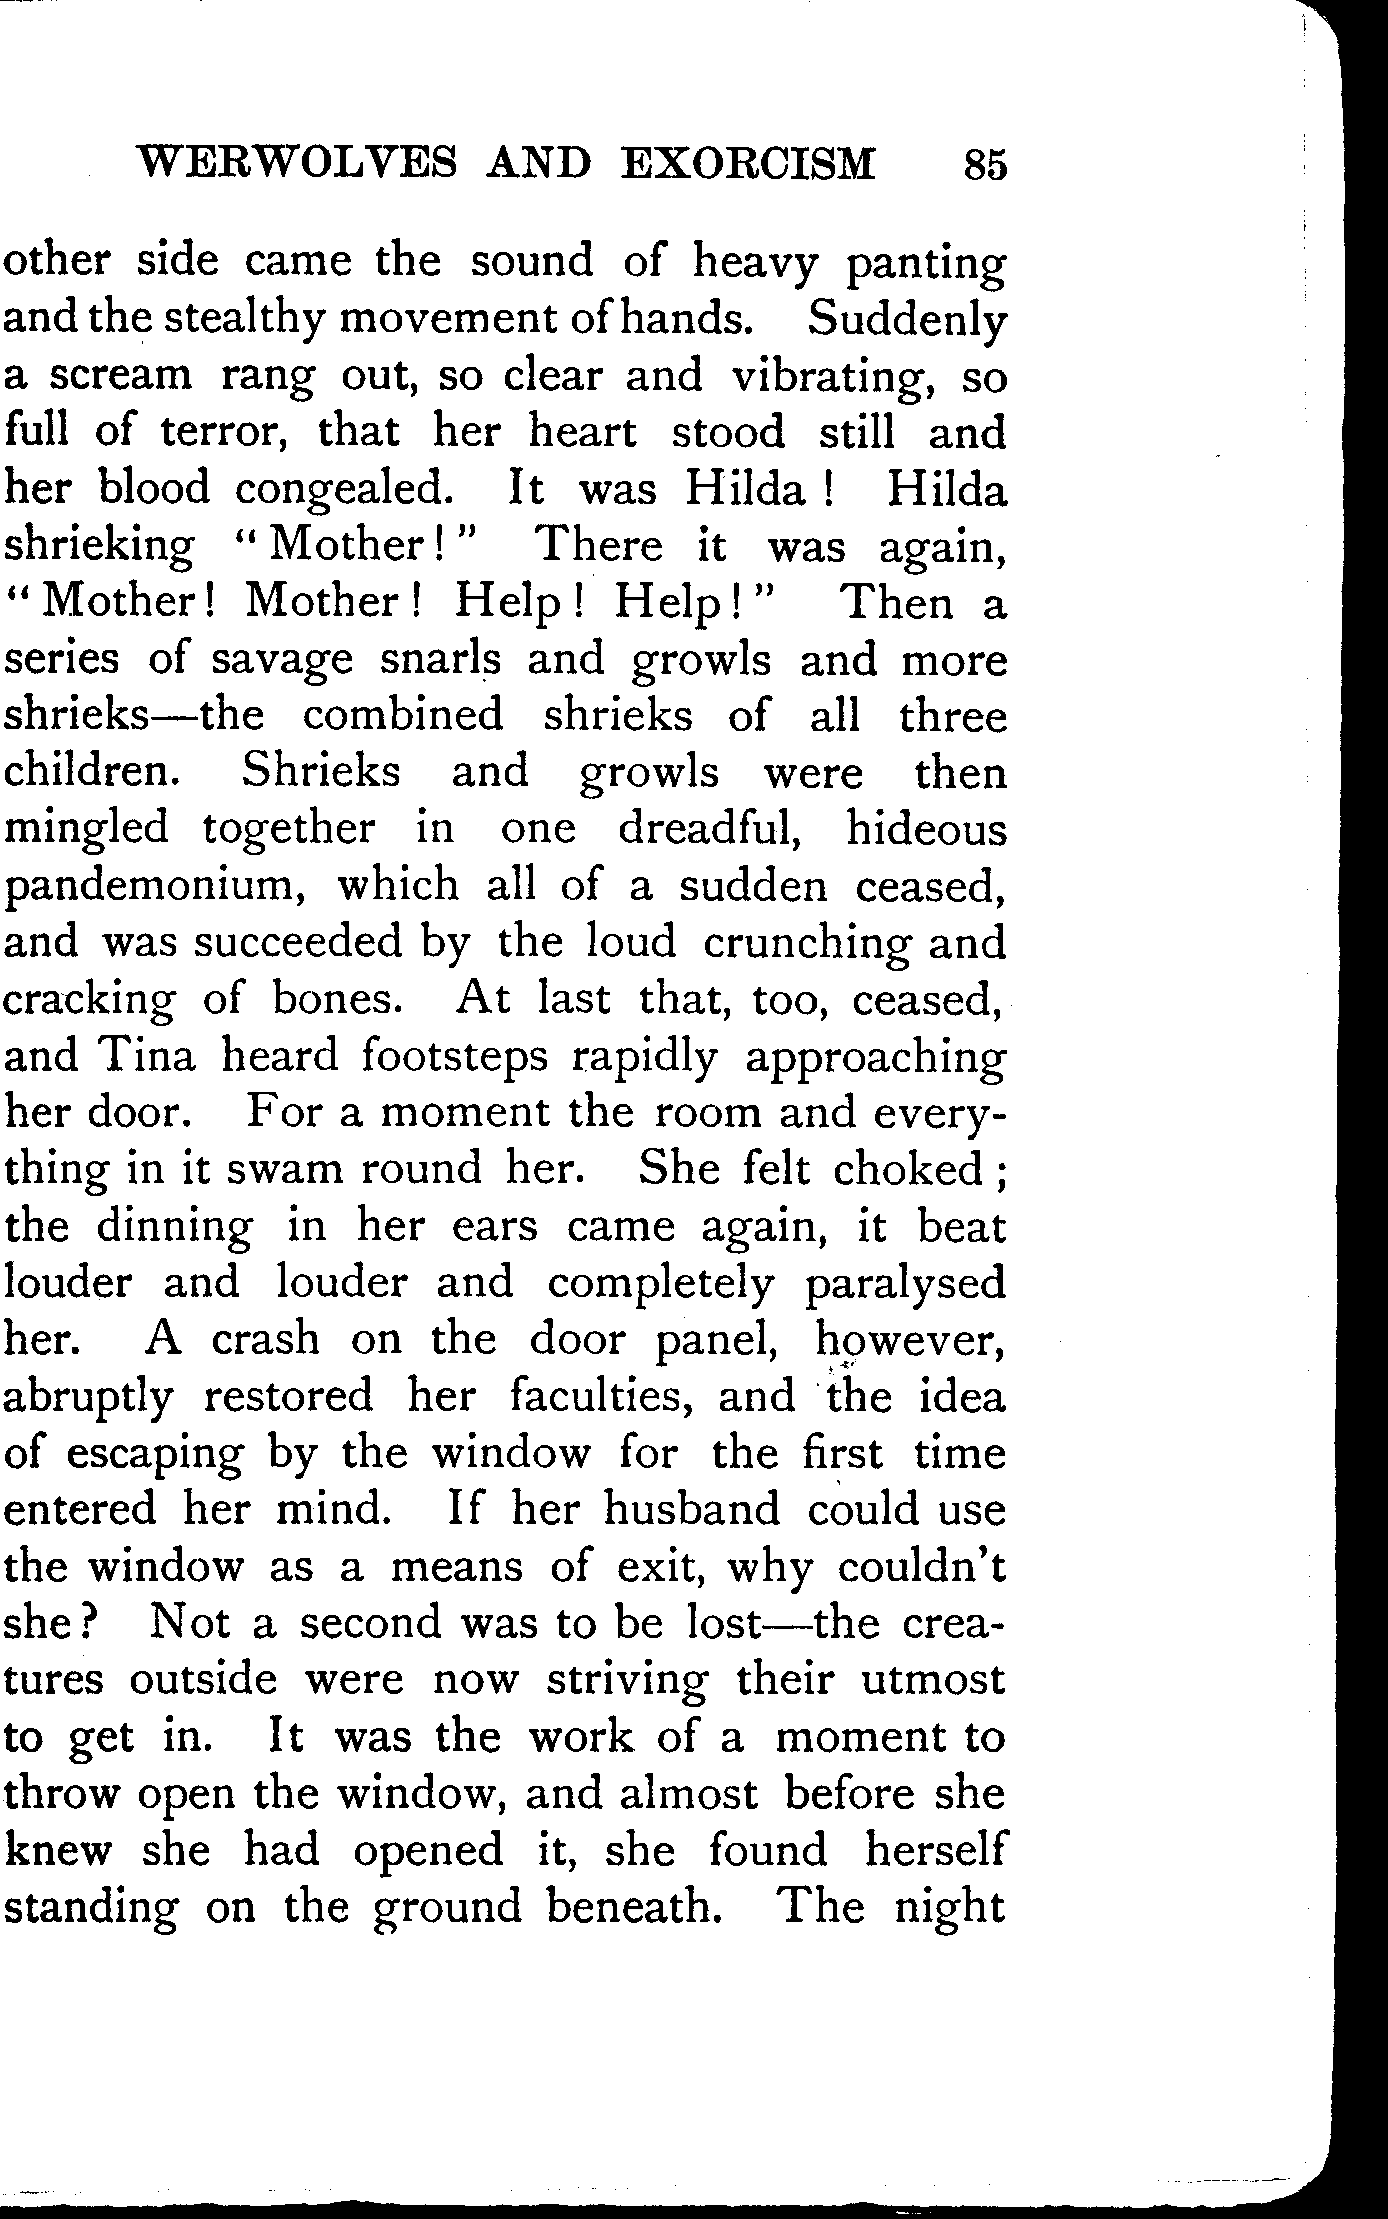 WERWOLVES AND EXORCISM 85
other side came the sound of heavy panting
and the stealthy movement of hands. Suddenly
a scream rang out, so clear and vibrating, so
full of terror, that her heart stood still and
her blood congealed. It was Hilda ! Hilda
shrieking “ Mother ! ” There it was again,
“ Mother ! Mother ! Help ! Help ! ” Then a
series of savage snarls and growls and more
shrieks—the combined shrieks of all three
children. Shrieks and growls were then
mingled together in one dreadful, hideous
pandemonium, which all of a sudden ceased,
and was succeeded by the loud crunching and
cracking of bones. At last that, too, ceased,
and Tina heard footsteps rapidly approaching
her door. For a moment the room and every-
thing in it swam round her. She felt choked ;
the dinning in her ears came again, it beat
louder and louder and completely paralysed
her. A crash on the door panel, however,
abruptly restored her faculties, and the idea
of escaping by the window for the first time
entered her mind. If her husband could use
the window as a means of exit, why couldn't
she ? Not a second was to be lost—the crea-
tures outside were now striving their utmost
to get in. It was the work of a moment to
throw open the window, and almost before she
knew she had opened it, she found herself
standing on the ground beneath. The night